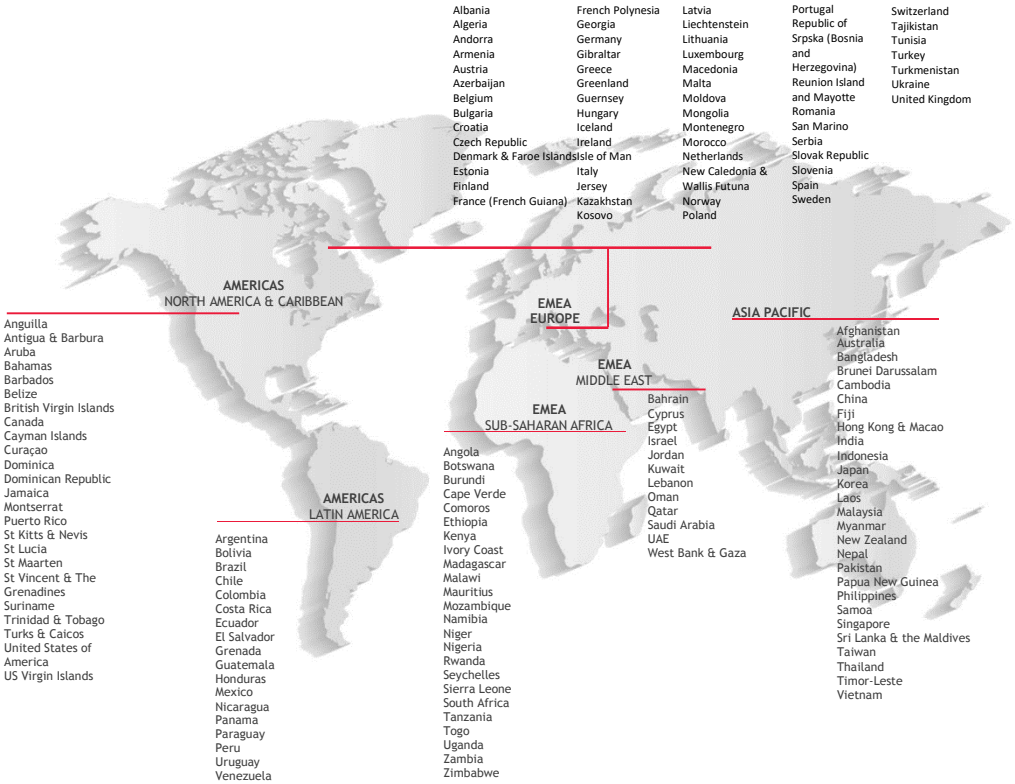 Albania
Algeria
Andorra
Armenia
Austria
Azerbaijan
Belgium
Bulgaria
Croatia
Czech Republic
Denmark & Faroe Islands
Estonia
Finland
France (French Guiana)
French Polynesia
Georgia
Germany
Gibraltar
Greece
Greenland
Guernsey
Hungary
Iceland
Ireland
Isle of Man
Italy
Jersey
Kazakhstan
Kosovo
Latvia
Liechtenstein
Lithuania
Luxembourg
Macedonia
Malta
Moldova
Mongolia
Montenegro
Morocco
Netherlands
New Caledonia &
Wallis Futuna
Norway
Poland
Portugal
Republic of
Srpska (Bosnia
and
Herzegovina)
Reunion Island
and Mayotte
Romania
San Marino
Serbia
Slovak Republic
Slovenia
Spain
Sweden
Switzerland
Tajikistan
Tunisia
Turkey
Turkmenistan
Ukraine
United Kingdom
AMERICAS
NORTH AMERICA & CARIBBEAN
Anguilla
Antigua & Barbura
Aruba
Bahamas
Barbados
Belize
British Virgin Islands
Canada
Cayman Islands
Curaçao
Dominica
Dominican Republic
Jamaica
Montserrat
Puerto Rico
St Kitts & Nevis
St Lucia
St Maarten
St Vincent & The
Grenadines
Suriname
Trinidad & Tobago
Turks & Caicos
United States of
America
US Virgin Islands
AMERICAS
LATIN AMERICA
Argentina
Bolivia
Brazil
Chile
Colombia
Costa Rica
Ecuador
El Salvador
Grenada
Guatemala
Honduras
Mexico
Nicaragua
Panama
Paraguay
Peru
Uruguay
Venezuela
EMEA
EUROPE
EMEA
SUB-SAHARAN AFRICA
Angola
Botswana
Burundi
Cape Verde
Comoros
Ethiopia
Kenya
Ivory Coast
Madagascar
Malawi
Mauritius
Mozambique
Namibia
Niger
Nigeria
Rwanda
Seychelles
Sierra Leone
South Africa
Tanzania
Togo
Uganda
Zambia
Zimbabwe
EMEA
MIDDLE EAST
Bahrain
Cyprus
Egypt
Israel
Jordan
Kuwait
Lebanon
Oman
Qatar
Saudi Arabia
UAE
West Bank & Gaza
ASIA PACIFIC
Afghanistan
Australia
Bangladesh
Brunei Darussalam
Cambodia
China
Fiji
Hong Kong & Macao
India
Indonesia
Japan
Korea
Laos
Malaysia
Myanmar
New Zealand
Nepal
Pakistan
Papua New Guinea
Philippines
Samoa
Singapore
Sri Lanka & the Maldives
Taiwan
Thailand
Timor-Leste
Vietnam